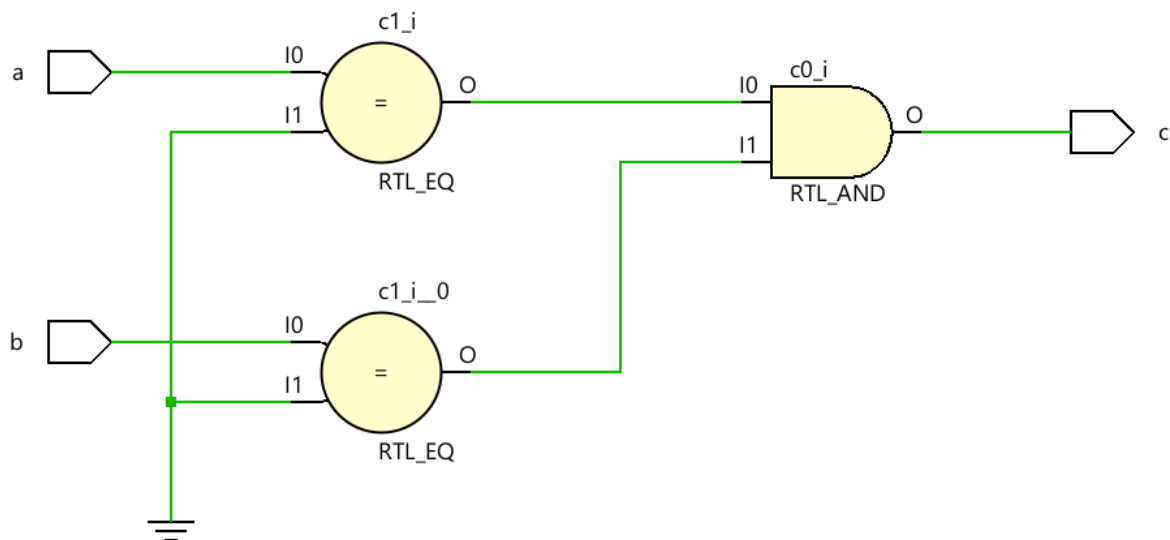 c1_i
I0
a
O
=
I1
RTL_EQ
c0_i
I0
O
I1
c
RTL_AND
c1_i__0
I0
b
O
=
I1
RTL_EQ